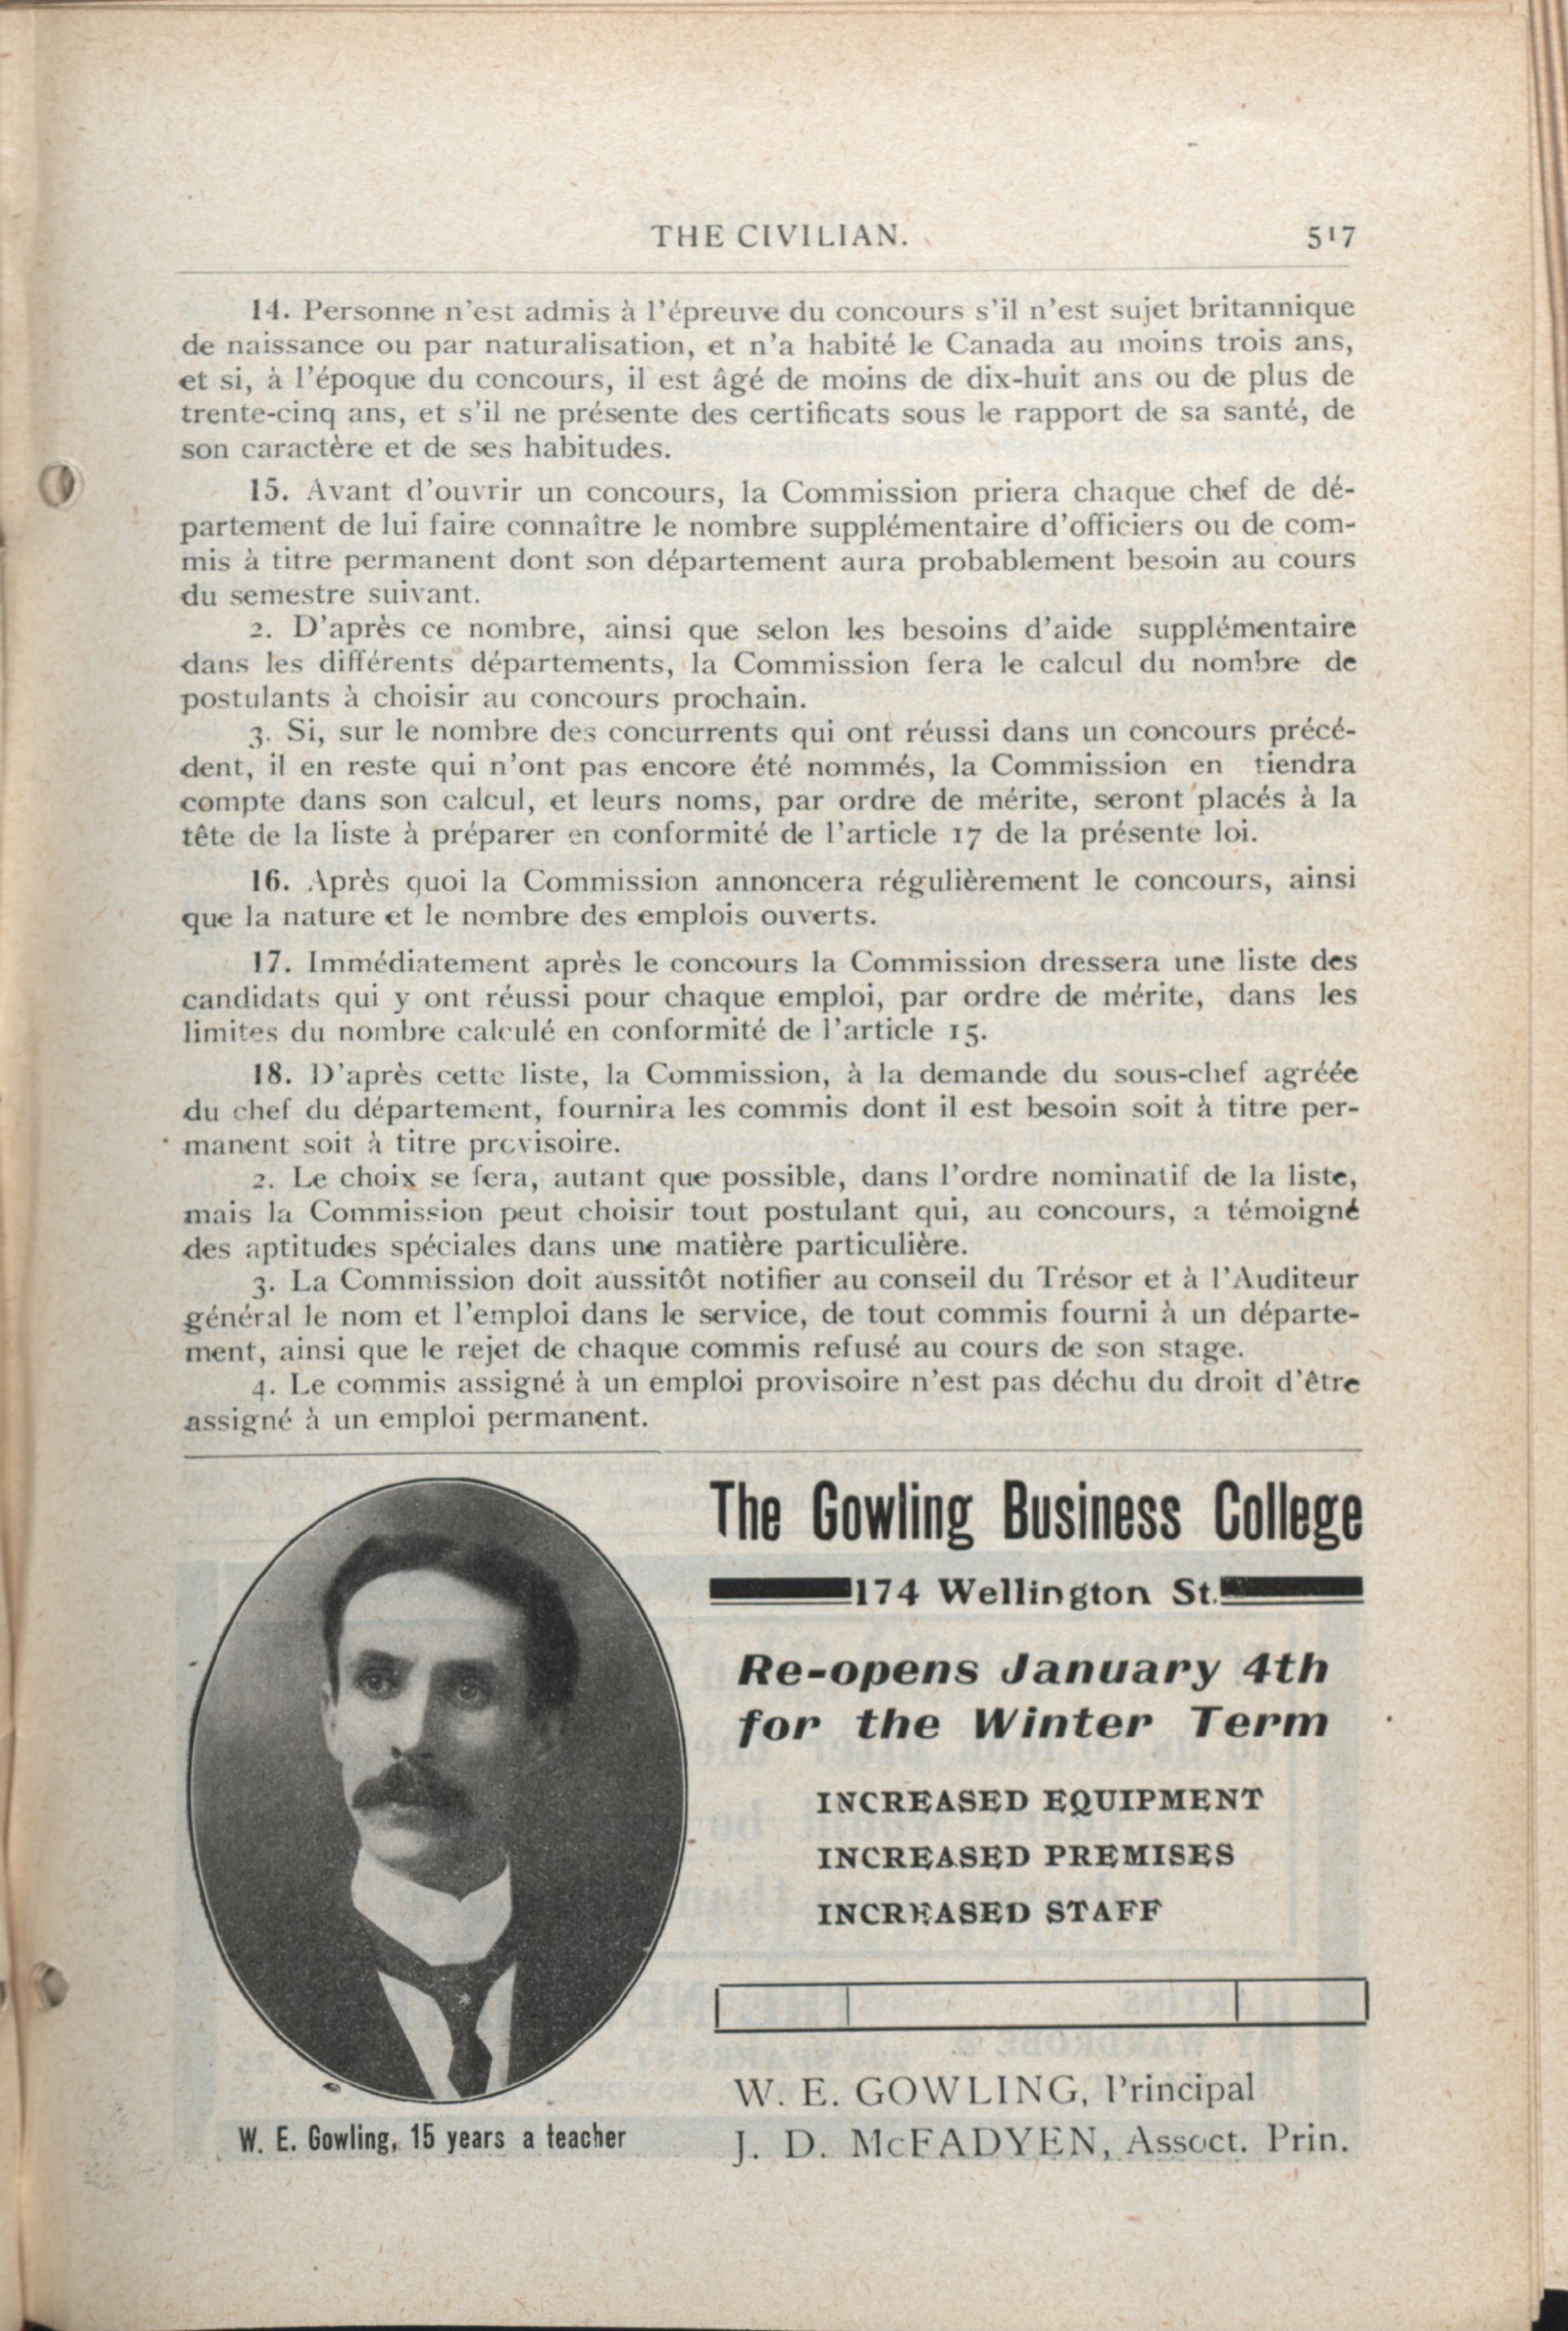 THE CIVILIAN.
517
14. Personne n'est admis à l'épreuve du concours s'il n'est sujet britannique
de naissance ou par naturalisation, et n'a habité le Canada au moins trois ans,
et si, à l'époque du concours, il est âgé de moins de dix-huit ans ou de plus de
trente-cinq ans, et s'il ne présente des certificats sous le rapport de sa santé, de
son caractère et de ses habitudes.
15. Avant d'ouvrir un concours, la Commission priera chaque chef de dé-
partement de lui faire connaître le nombre supplémentaire d'officiers ou de com-
mis à titre permanent dont son département aura probablement besoin au cours
du semestre suivant.
2. D'après ce nombre, ainsi que selon les besoins d'aide supplémentaire
dans les différents départements, la Commission fera le calcul du nombre de
postulants à choisir au concours prochain.
3. Si, sur le nombre des concurrents qui ont réussi dans un concours précé-
dent, il en reste qui n'ont pas encore été nommés, la Commission en tiendra
compte dans son calcul, et leurs noms, par ordre de mérite, seront placés à la
tête de la liste à préparer en conformité de l'article 17 de la présente loi.
16. Après quoi la Commission annoncera régulièrement le concours, ainsi
que la nature et le nombre des emplois ouverts.
17. Immédiatement après le concours la Commission dressera une liste des
candidats qui y ont réussi pour chaque emploi, par ordre de mérite, dans les
limites du nombre calculé en conformité de l'article 15.
18. D'après cette liste, la Commission, à la demande du sous-chef agréée
du chef du département, fournira les commis dont il est besoin soit à titre per-
manent soit à titre provisoire.
2. Le choix se fera, autant que possible, dans l'ordre nominatif de la liste,
mais la Commission peut choisir tout postulant qui, au concours, a témoigné
des aptitudes spéciales dans une matière particulière.
3. La Commission doit aussitôt notifier au conseil du Trésor et à l'Auditeur
général le nom et l'emploi dans le service, de tout commis fourni à un départe-
ment, ainsi que le rejet de chaque commis refusé au cours de son stage.
4. Le commis assigné à un emploi provisoire n'est pas déchu du droit d'être
assigné à un emploi permanent.
The Gowling Business College
174 Wellington St.
Re-opens January 4th
for the Winter Term
INCREASED EQUIPMENT
INCREASED PREMISES
INCREASED STAFF
W. E. GOWLING, Principal
J. D. McFADYEN, Assoct. Prin.
W. E. Gowling, 15 years a teacher